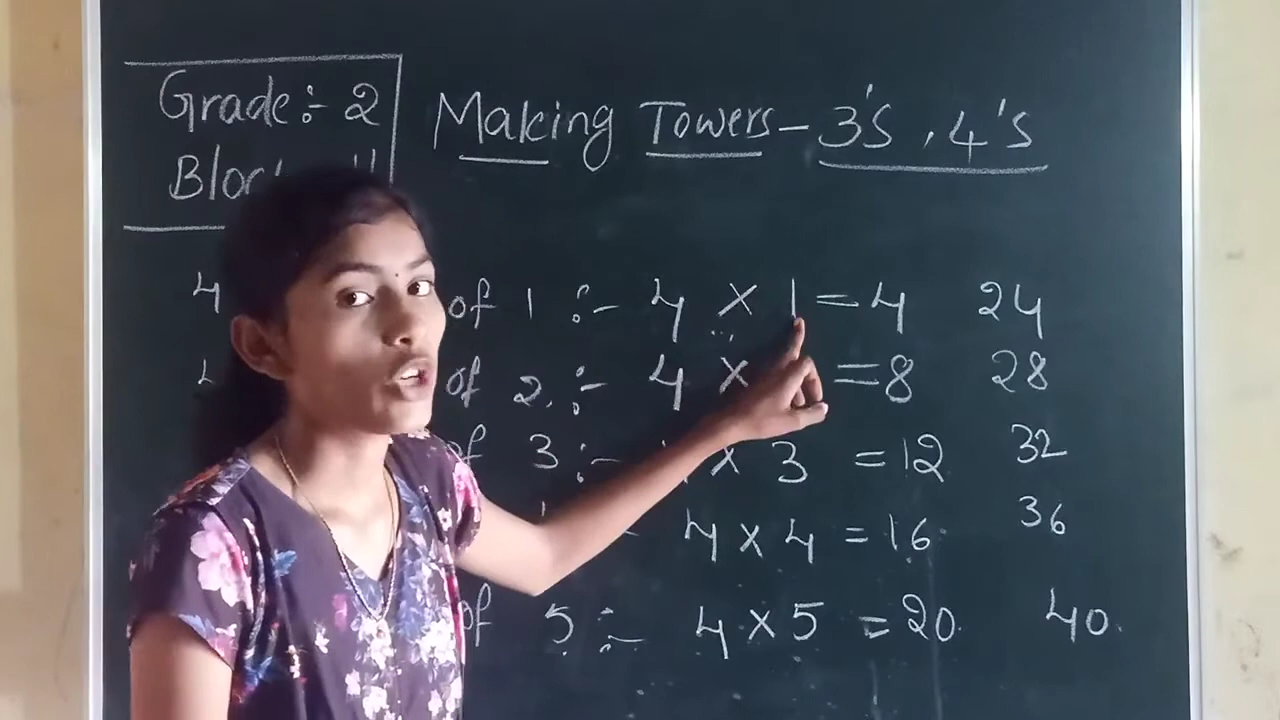 Grade:- 2
Making Towers - 3's, 4's
4 of 1 :- 4 × 1 = 4 24
of 2 :- 4 × = 8 28
of 3 :- × 3 = 12 32
4 × 4 = 16 36
of 5 :- 4 × 5 = 20 40